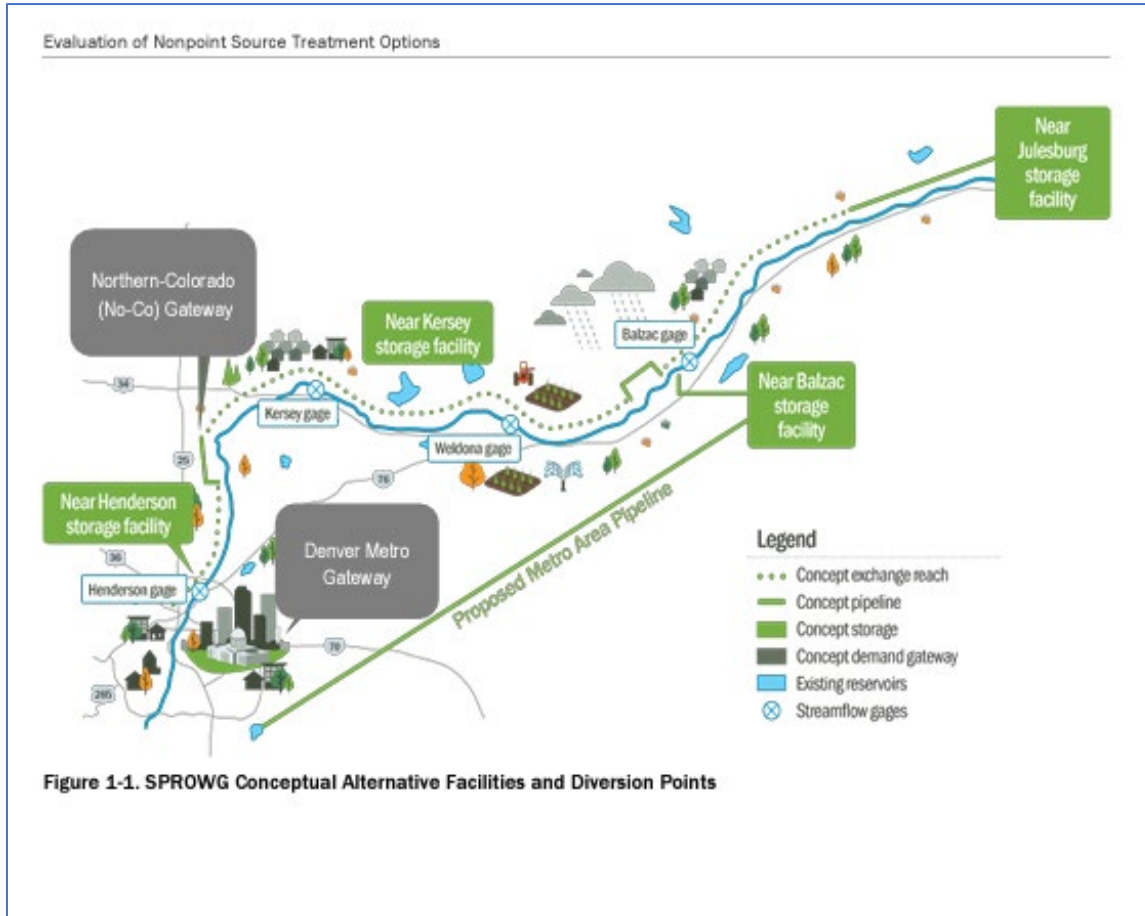 Evaluation of Nonpoint Source Treatment Options
Near
Julesburg
storage
facility
Northern-Colorado
(No-Co) Gateway
Near Kersey
storage facility
Balzac gage
34
Kersey gage
Weldona gage
Near Balzac
storage
facility
25
76
Near Henderson
storage facility
Denver Metro
Gateway
Proposed Metro Area Pipeline
36
Henderson gage
70
285
Legend
Concept exchange reach
Concept pipeline
Concept storage
Concept demand gateway
Existing reservoirs
Streamflow gages
Figure 1-1. SPROWG Conceptual Alternative Facilities and Diversion Points